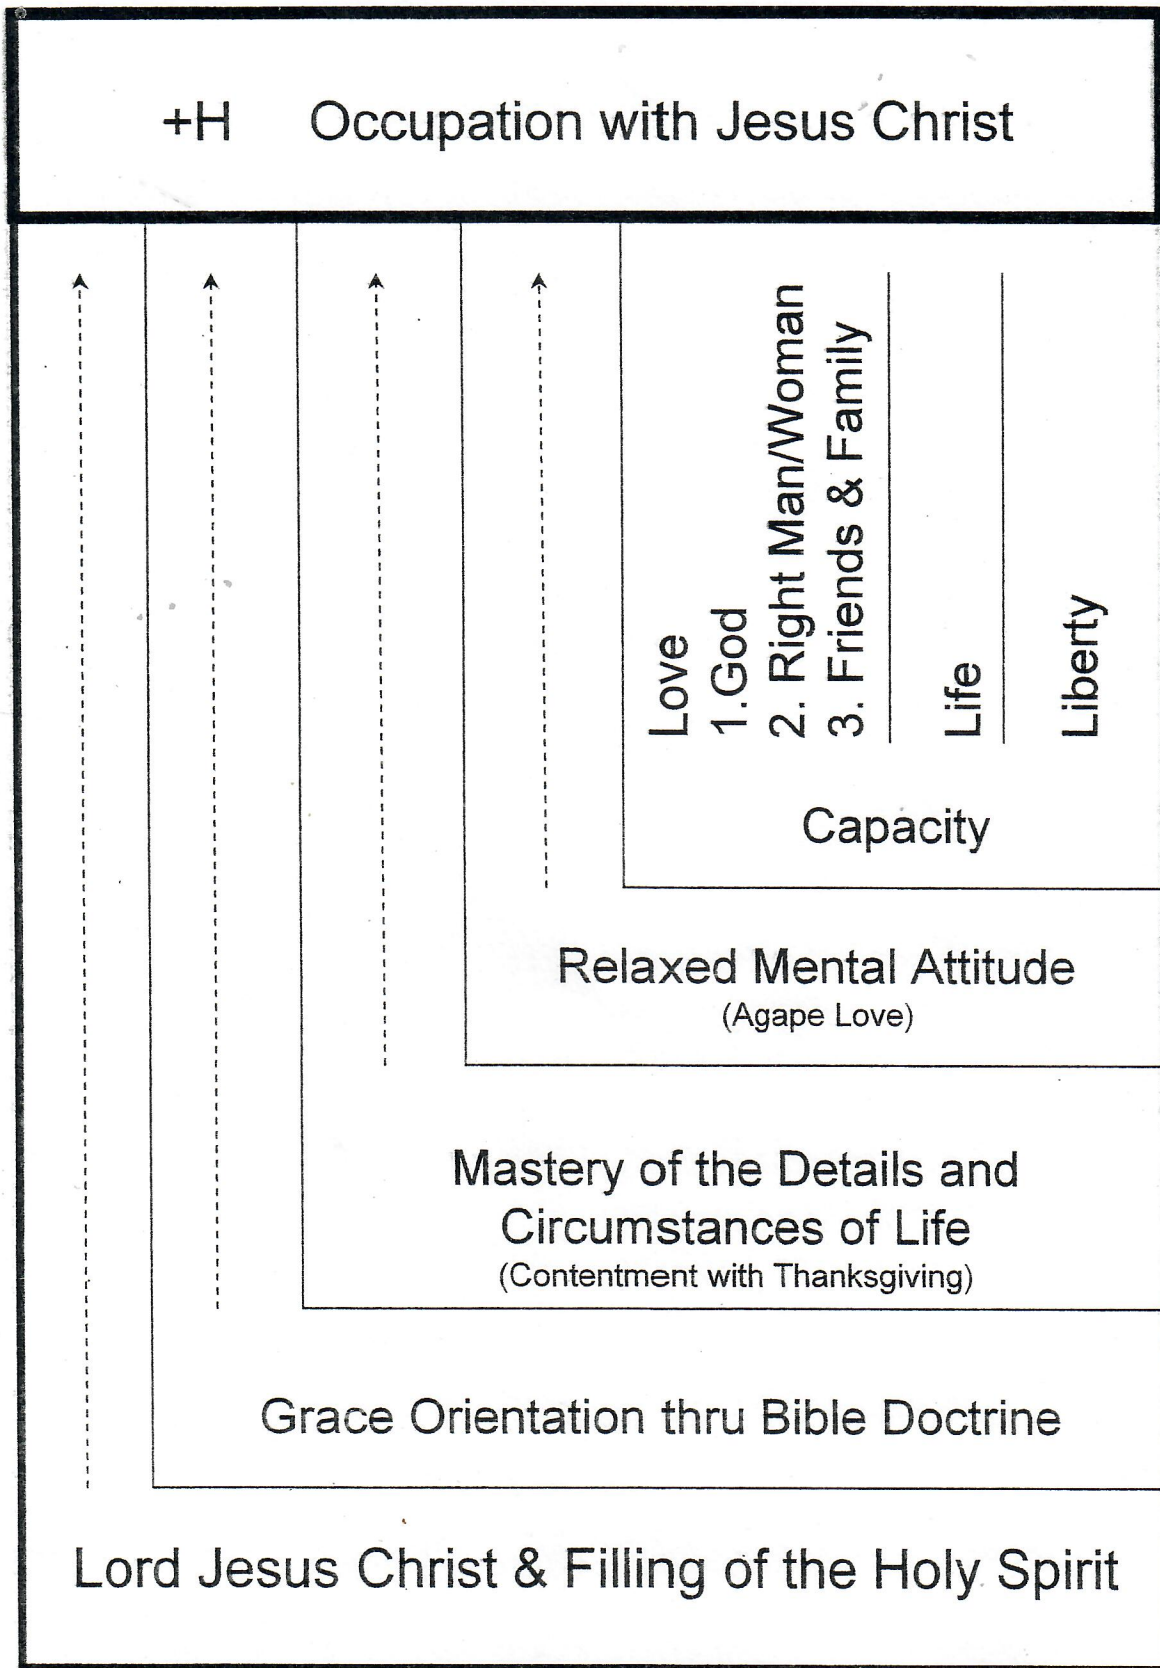 +H Occupation with Jesus Christ
Love
1.God
2. Right Man/Woman
3. Friends & Family
Life
Liberty
Capacity
Relaxed Mental Attitude
(Agape Love)
Mastery of the Details and
Circumstances of Life
(Contentment with Thanksgiving)
Grace Orientation thru Bible Doctrine
Lord Jesus Christ & Filling of the Holy Spirit